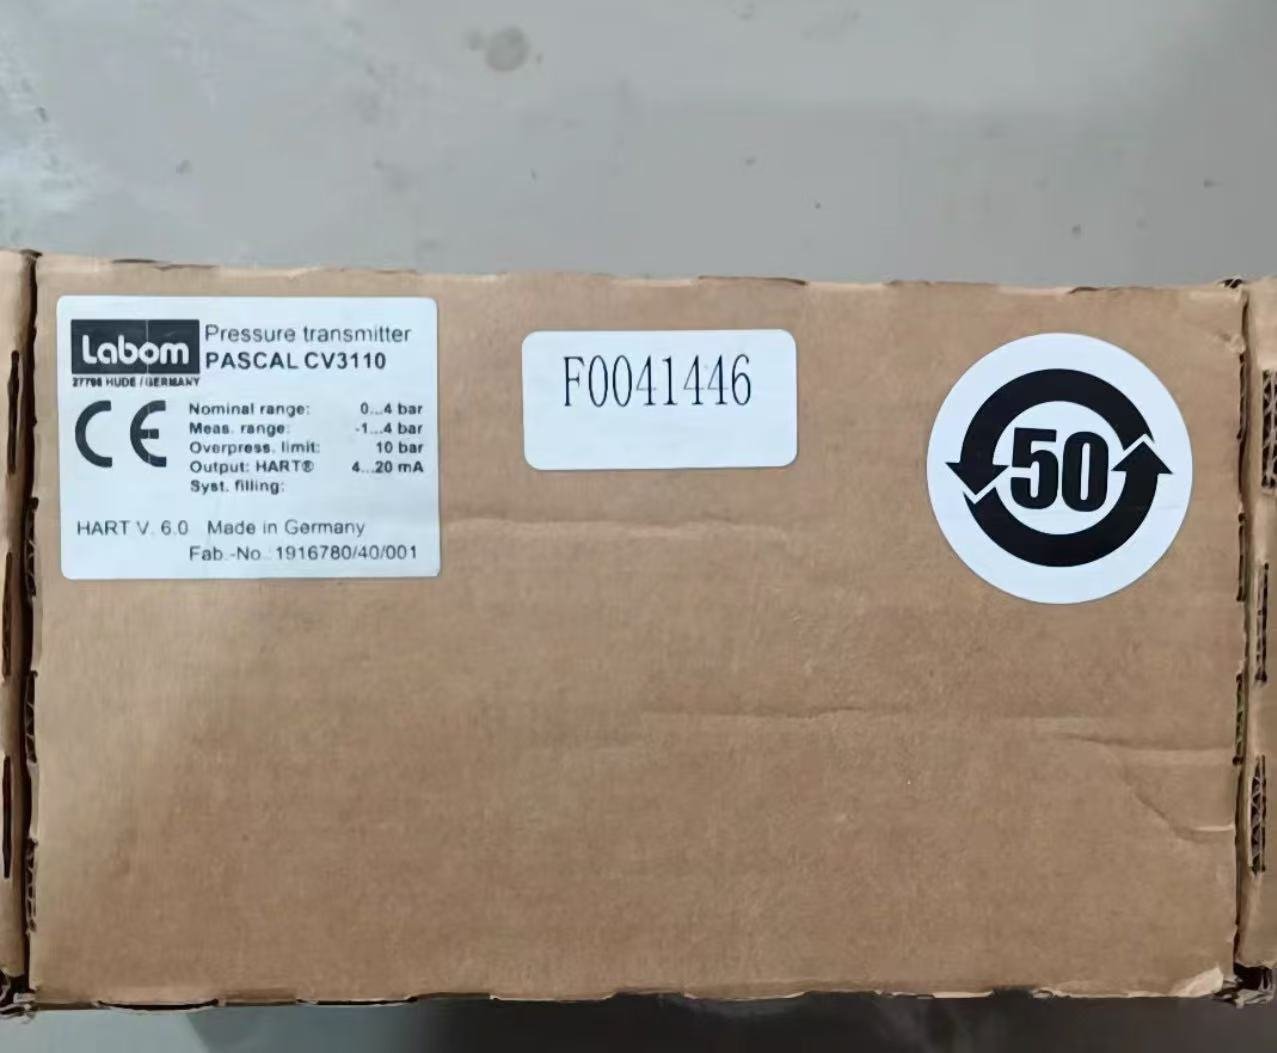 Labom
27798 HUDE / GERMANY
Pressure transmitter
PASCAL CV3110
CE
Nominal range: 0...4 bar
Meas. range: -1...4 bar
Overpress. limit: 10 bar
Output: HART® 4...20 mA
Syst. filling:
HART V. 6.0 Made in Germany
Fab.-No.: 1916780/40/001
F0041446
50